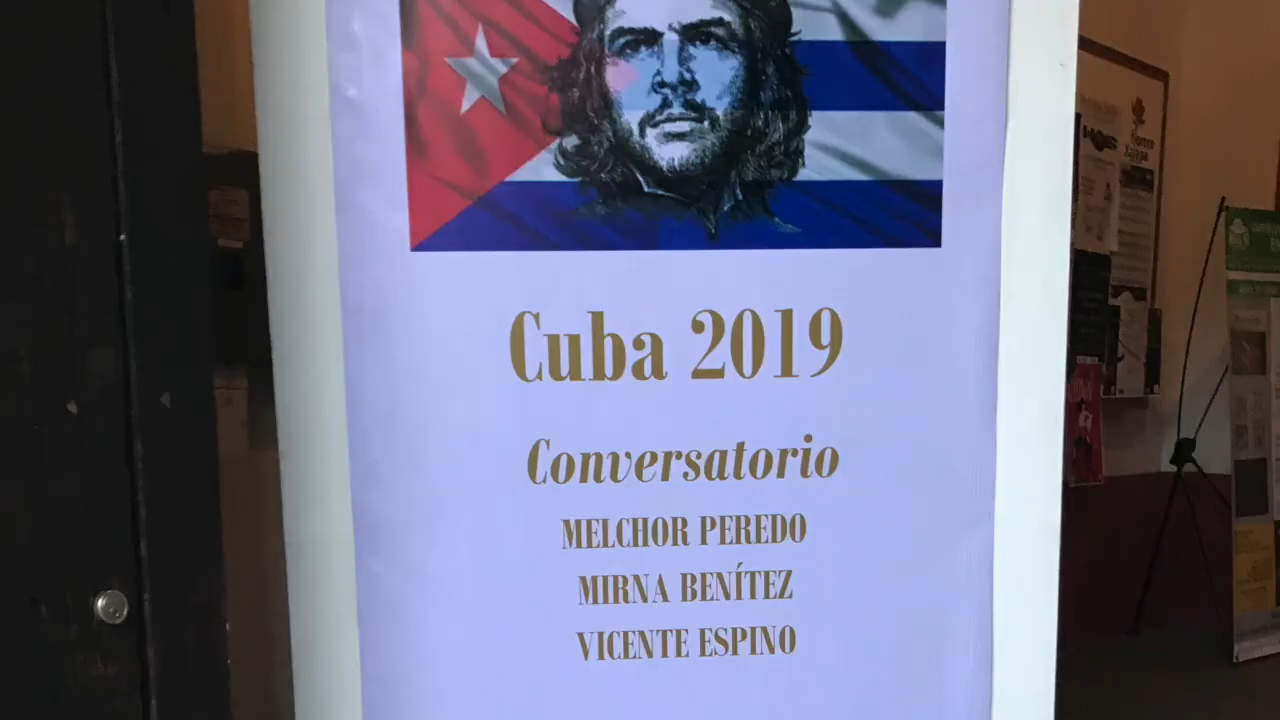 Cuba 2019
Conversatorio
MELCHOR PEREDO
MIRNA BENÍTEZ
VICENTE ESPINO